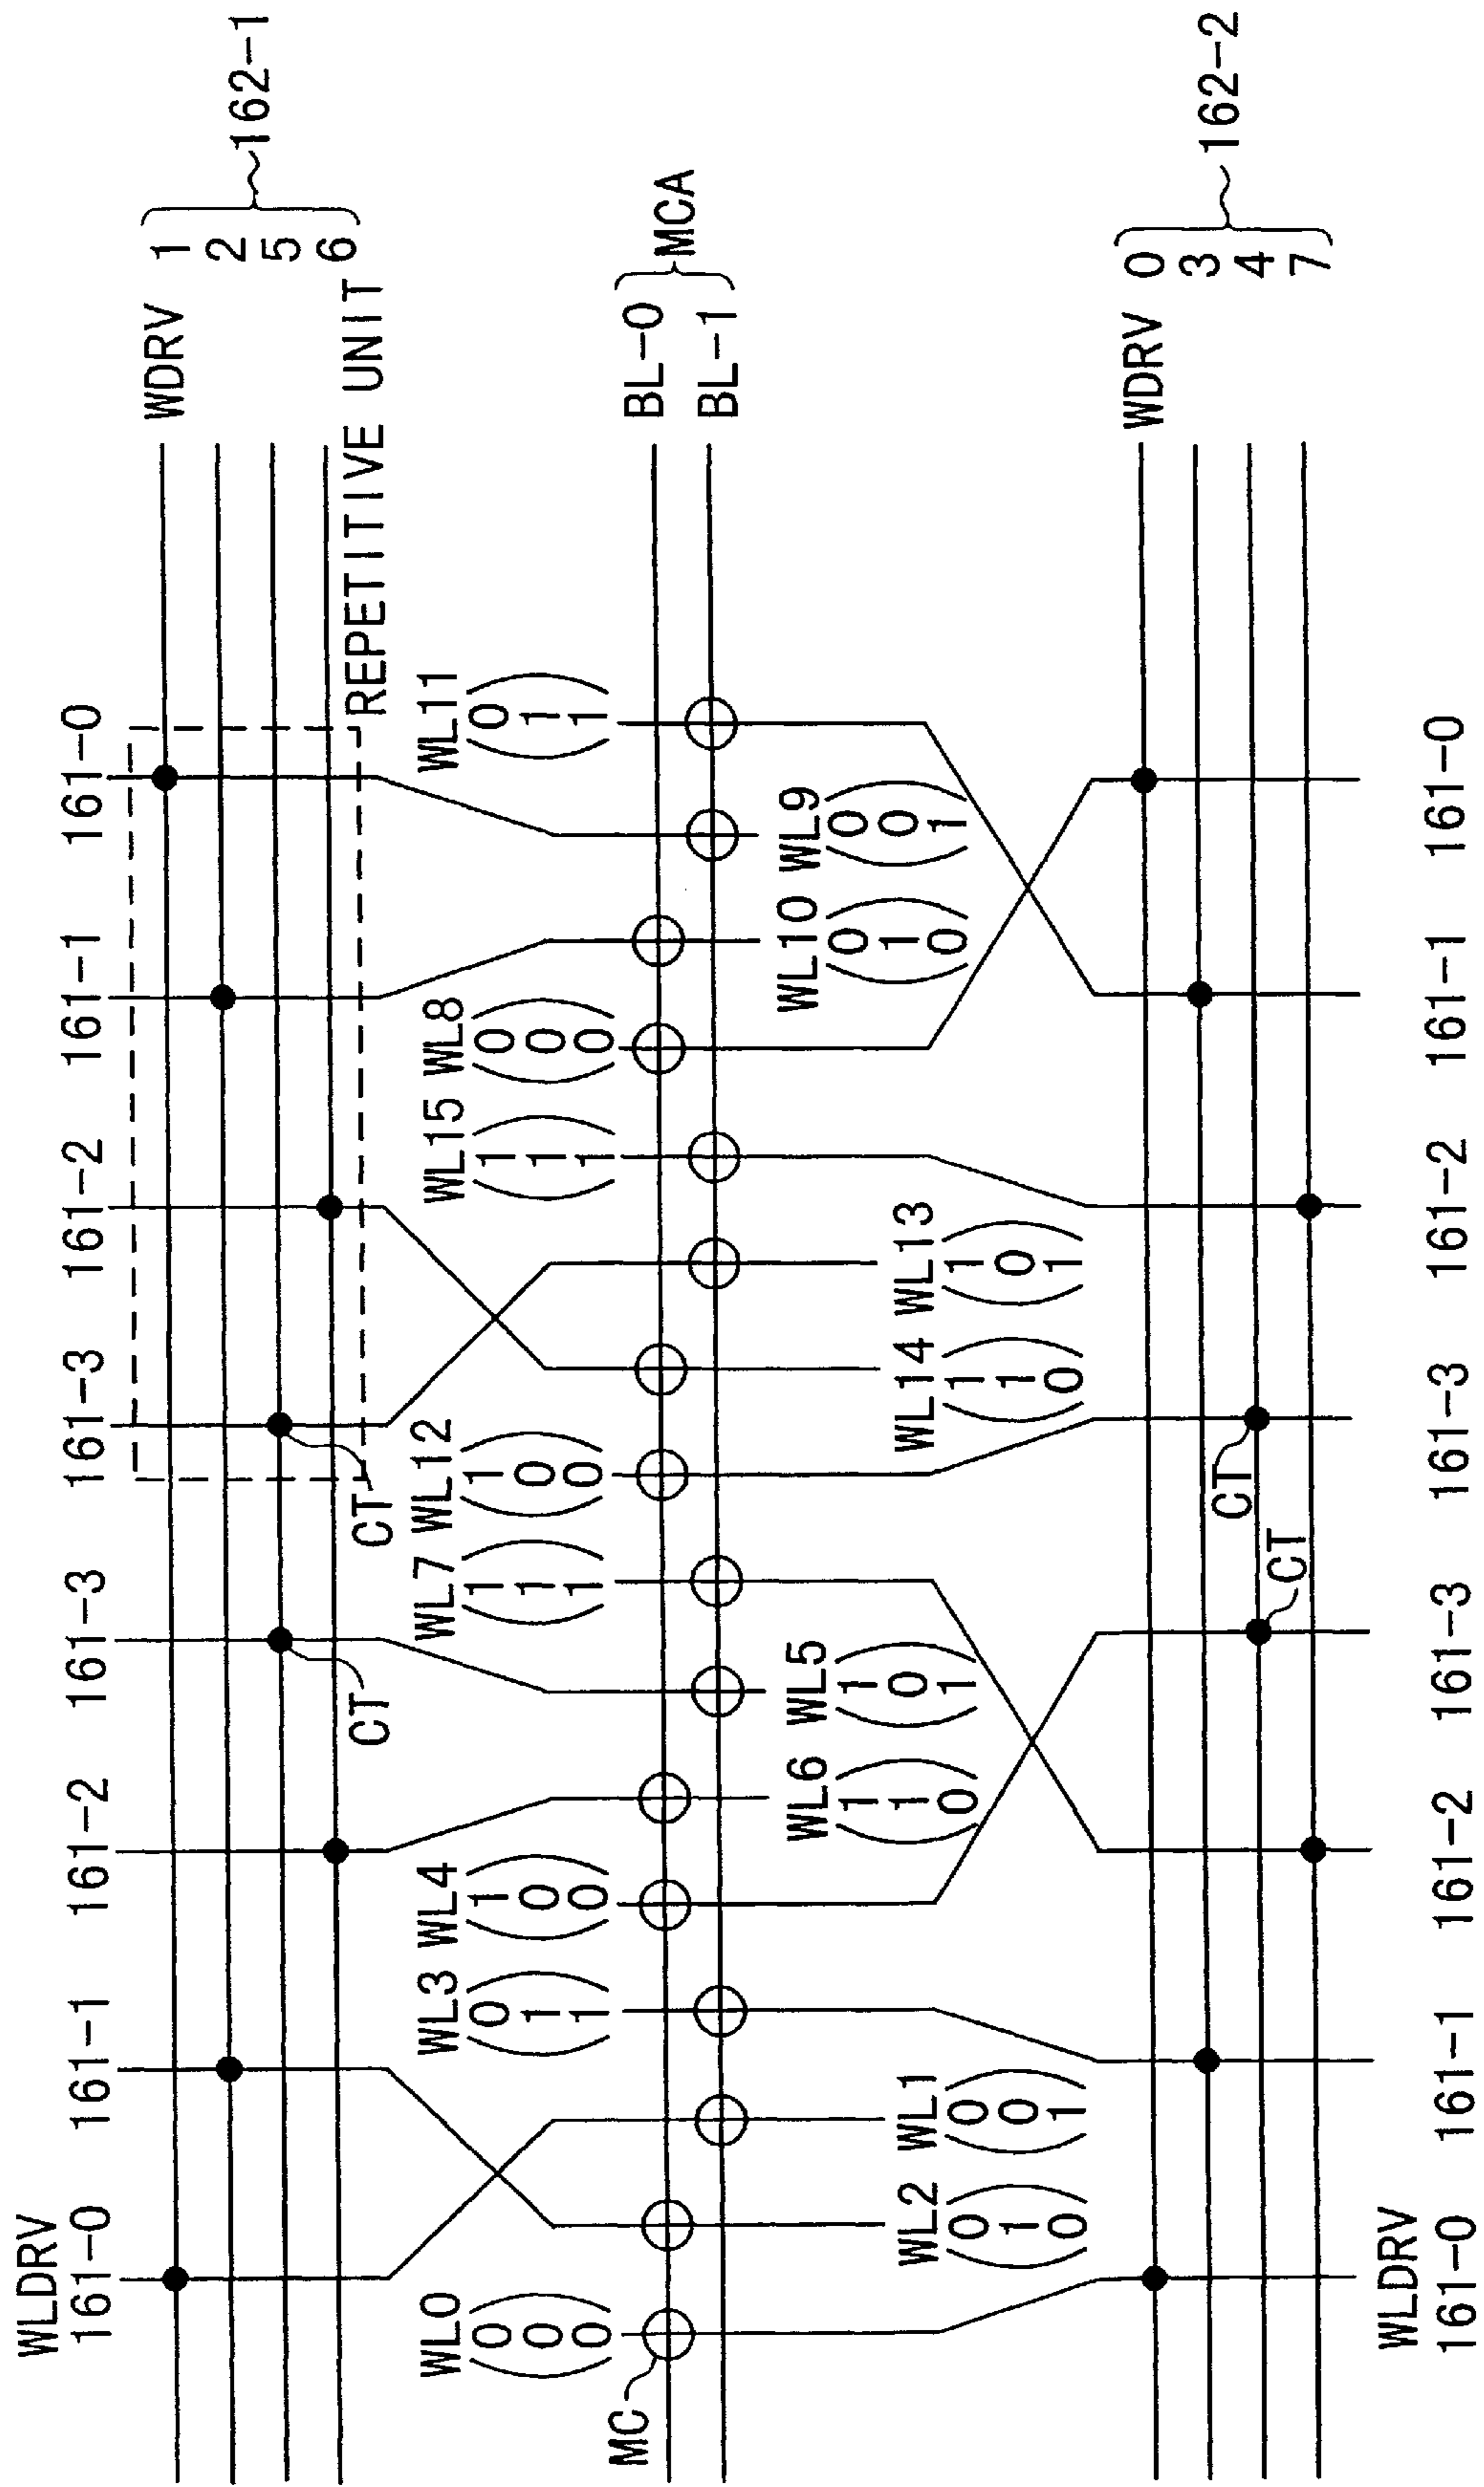 WLDRV
161-0 161-1 161-2 161-3 161-3 161-2 161-1 161-0
WDRV 1
2
5
6
162-1
REPETITIVE UNIT
CT
CT
WL0
0
0
0
WL3
0
1
1
WL4
1
0
0
WL7
1
1
1
WL12
1
0
0
WL15
1
1
1
WL8
0
0
0
WL11
0
1
1
MC
BL-0
BL-1
MCA
WL6
1
1
0
WL5
1
0
1
WL10
0
1
0
WL9
0
0
1
WL2
0
1
0
WL1
0
0
1
WL14
1
1
0
WL13
1
0
1
WDRV 0
3
4
7
162-2
CT
CT
WLDRV
161-0 161-1 161-2 161-3 161-3 161-2 161-1 161-0